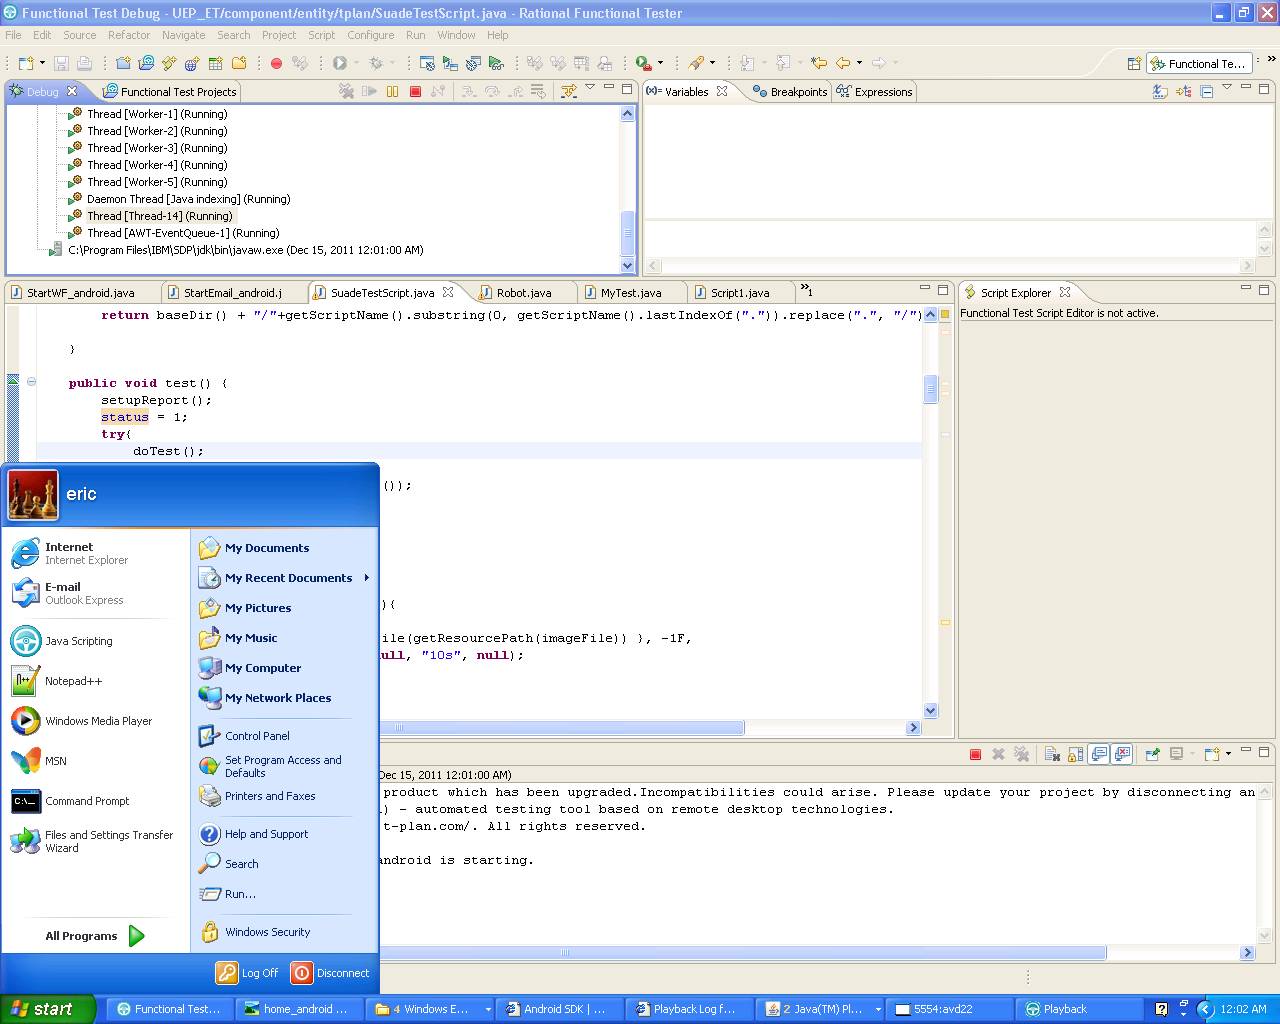 Functional Test Debug - UEP_ET/component/entity/tplan/SuadeTestScript.java - Rational Functional Tester
File Edit Source Refactor Navigate Search Project Script Configure Run Window Help
Functional Te...
Debug Functional Test Projects
Variables Breakpoints Expressions
Thread [Worker-1] (Running)
Thread [Worker-2] (Running)
Thread [Worker-3] (Running)
Thread [Worker-4] (Running)
Thread [Worker-5] (Running)
Daemon Thread [Java indexing] (Running)
Thread [Thread-14] (Running)
Thread [AWT-EventQueue-1] (Running)
C:\Program Files\IBM\SDP\jdk\bin\javaw.exe (Dec 15, 2011 12:01:00 AM)
StartWF_android.java StartEmail_android.j SuadeTestScript.java Robot.java MyTest.java Script1.java »1
Script Explorer
Functional Test Script Editor is not active.
return baseDir() + "/"+getScriptName().substring(0, getScriptName().lastIndexOf(".")).replace(".", "/")
}
public void test() {
setupReport();
status = 1;
try{
doTest();
());
){
ile(getResourcePath(imageFile)) }, -1F,
ull, "10s", null);
eric
Internet
Internet Explorer
E-mail
Outlook Express
Java Scripting
Notepad++
Windows Media Player
MSN
Command Prompt
Files and Settings Transfer
Wizard
All Programs
My Documents
My Recent Documents
My Pictures
My Music
My Computer
My Network Places
Control Panel
Set Program Access and
Defaults
Printers and Faxes
Help and Support
Search
Run...
Windows Security
Log Off Disconnect
Dec 15, 2011 12:01:00 AM)
product which has been upgraded.Incompatibilities could arise. Please update your project by disconnecting an
) - automated testing tool based on remote desktop technologies.
t-plan.com/. All rights reserved.
android is starting.
start Functional Test... home_android ... 4 Windows E... Android SDK | ... Playback Log f... 2 Java(TM) Pl... 5554:avd22 Playback 12:02 AM